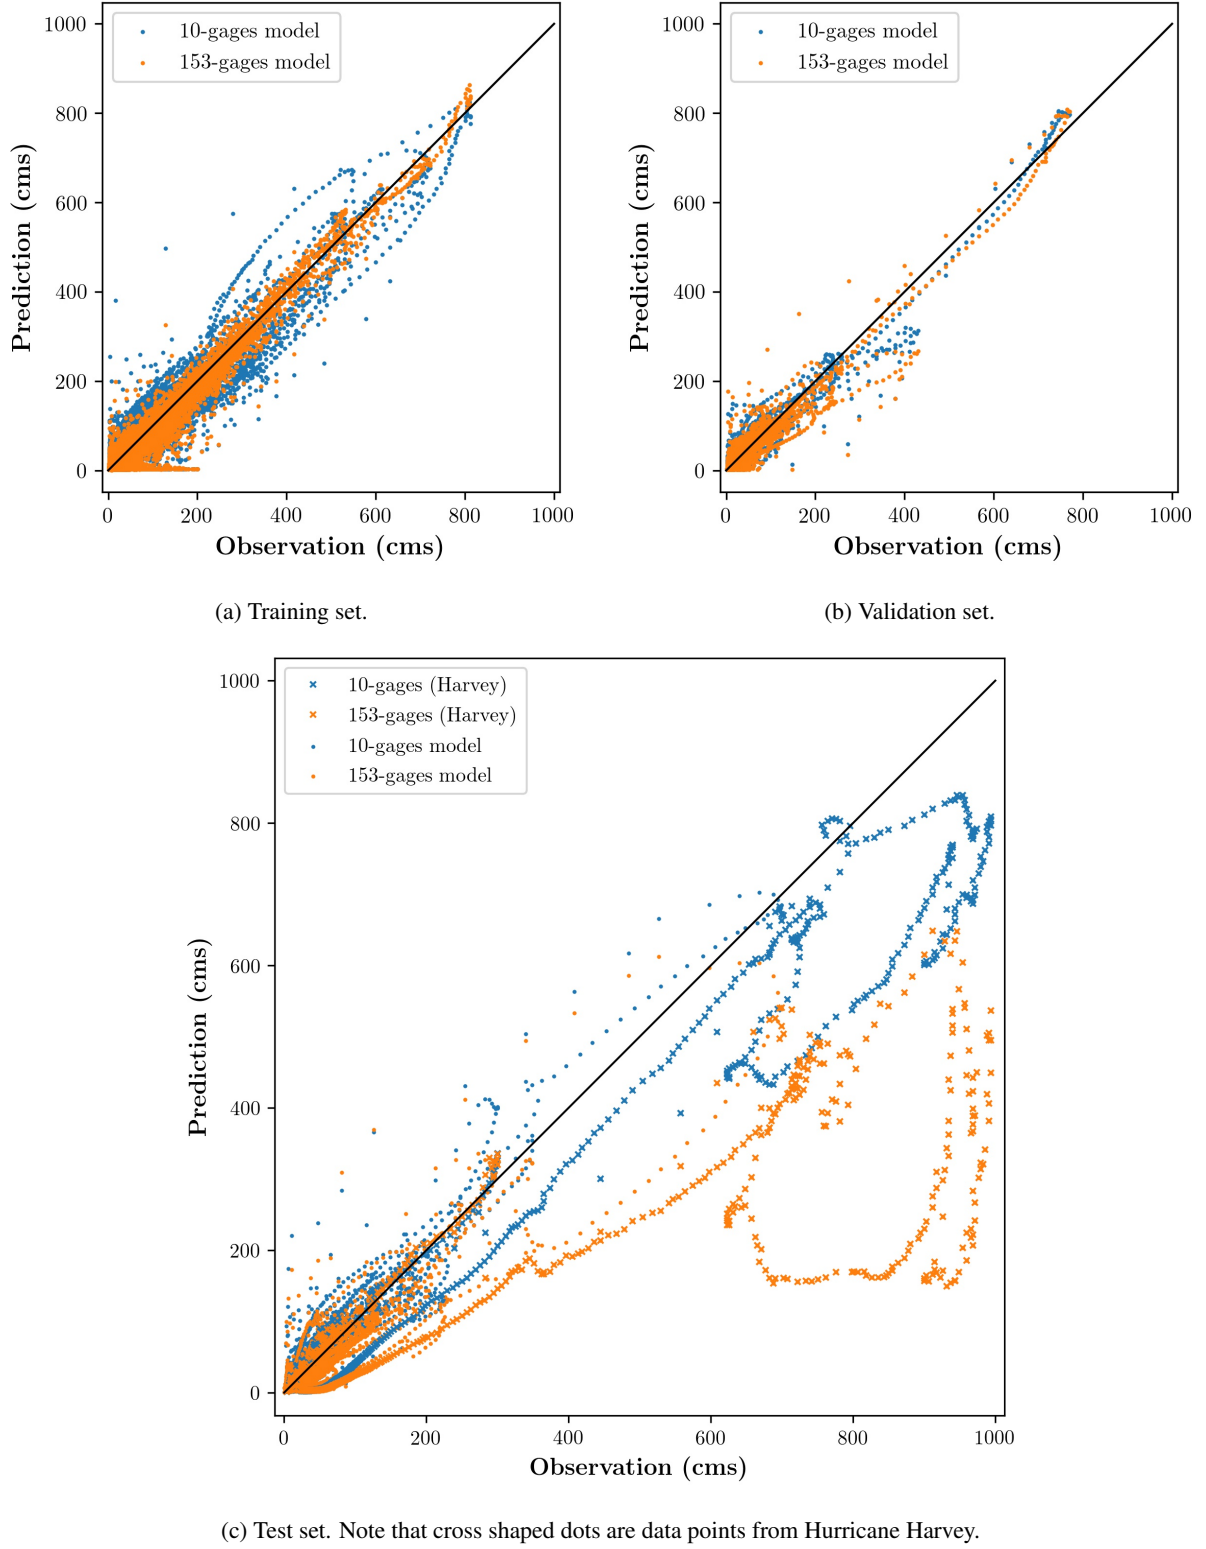 10-gages model
153-gages model
1000
800
600
400
200
0
Prediction (cms)
0 200 400 600 800 1000
Observation (cms)
(a) Training set.
10-gages model
153-gages model
1000
800
600
400
200
0
Prediction (cms)
0 200 400 600 800 1000
Observation (cms)
(b) Validation set.
10-gages (Harvey)
153-gages (Harvey)
10-gages model
153-gages model
1000
800
600
400
200
0
Prediction (cms)
0 200 400 600 800 1000
Observation (cms)
(c) Test set. Note that cross shaped dots are data points from Hurricane Harvey.